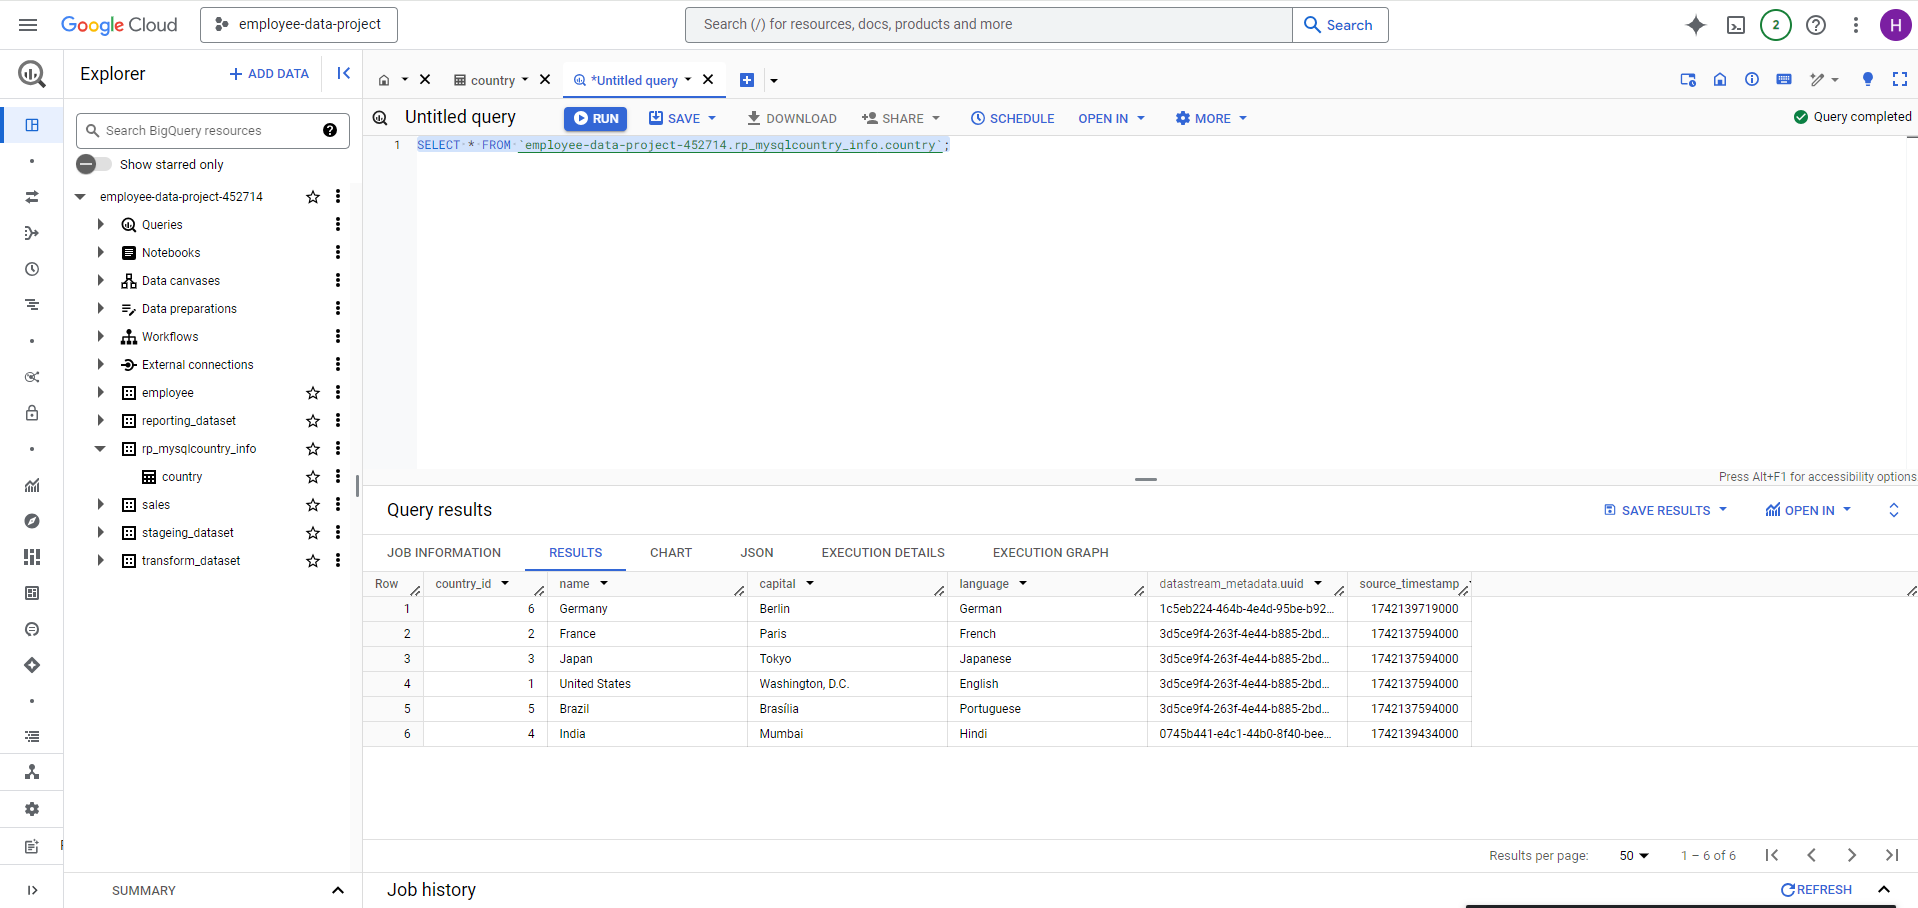 Google Cloud
employee-data-project
Search (/) for resources, docs, products and more
Search
2
H
Explorer
+ ADD DATA
country
*Untitled query
Untitled query
RUN
SAVE
DOWNLOAD
SHARE
SCHEDULE
OPEN IN
MORE
Query completed
Search BigQuery resources
Show starred only
1 SELECT * FROM `employee-data-project-452714.rp_mysqlcountry_info.country`;
employee-data-project-452714
Queries
Notebooks
Data canvases
Data preparations
Workflows
External connections
employee
reporting_dataset
rp_mysqlcountry_info
country
sales
stageing_dataset
transform_dataset
SUMMARY
Press Alt+F1 for accessibility options
Query results
SAVE RESULTS
OPEN IN
JOB INFORMATION RESULTS CHART JSON EXECUTION DETAILS EXECUTION GRAPH
Row country_id name capital language datastream_metadata.uuid source_timestamp
1 6 Germany Berlin German 1c5eb224-464b-4e4d-95be-b92... 1742139719000
2 2 France Paris French 3d5ce9f4-263f-4e44-b885-2bd... 1742137594000
3 3 Japan Tokyo Japanese 3d5ce9f4-263f-4e44-b885-2bd... 1742137594000
4 1 United States Washington, D.C. English 3d5ce9f4-263f-4e44-b885-2bd... 1742137594000
5 5 Brazil Brasília Portuguese 3d5ce9f4-263f-4e44-b885-2bd... 1742137594000
6 4 India Mumbai Hindi 0745b441-e4c1-44b0-8f40-bee... 1742139434000
Results per page: 50 1 – 6 of 6
Job history
REFRESH